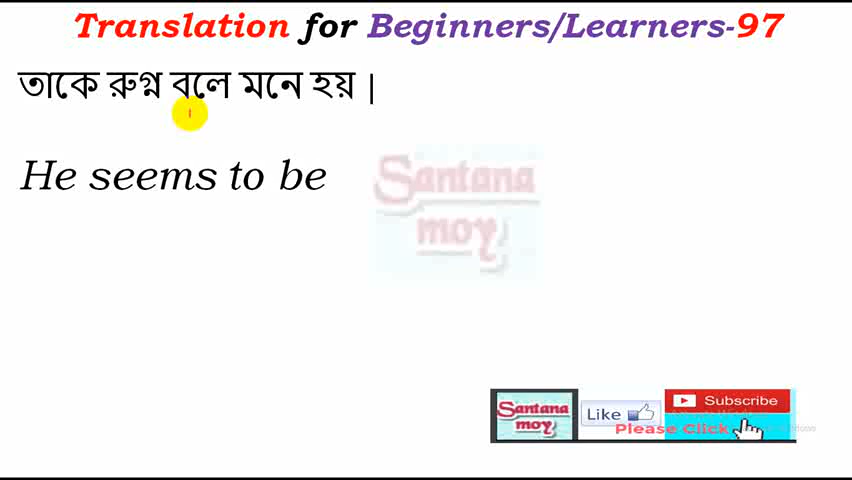 Translation for Beginners/Learners-97
তাকে রুগ্ন বলে মনে হয় |
He seems to be
Santana
moy
Santana
moy
Like
Subscribe
Please Click